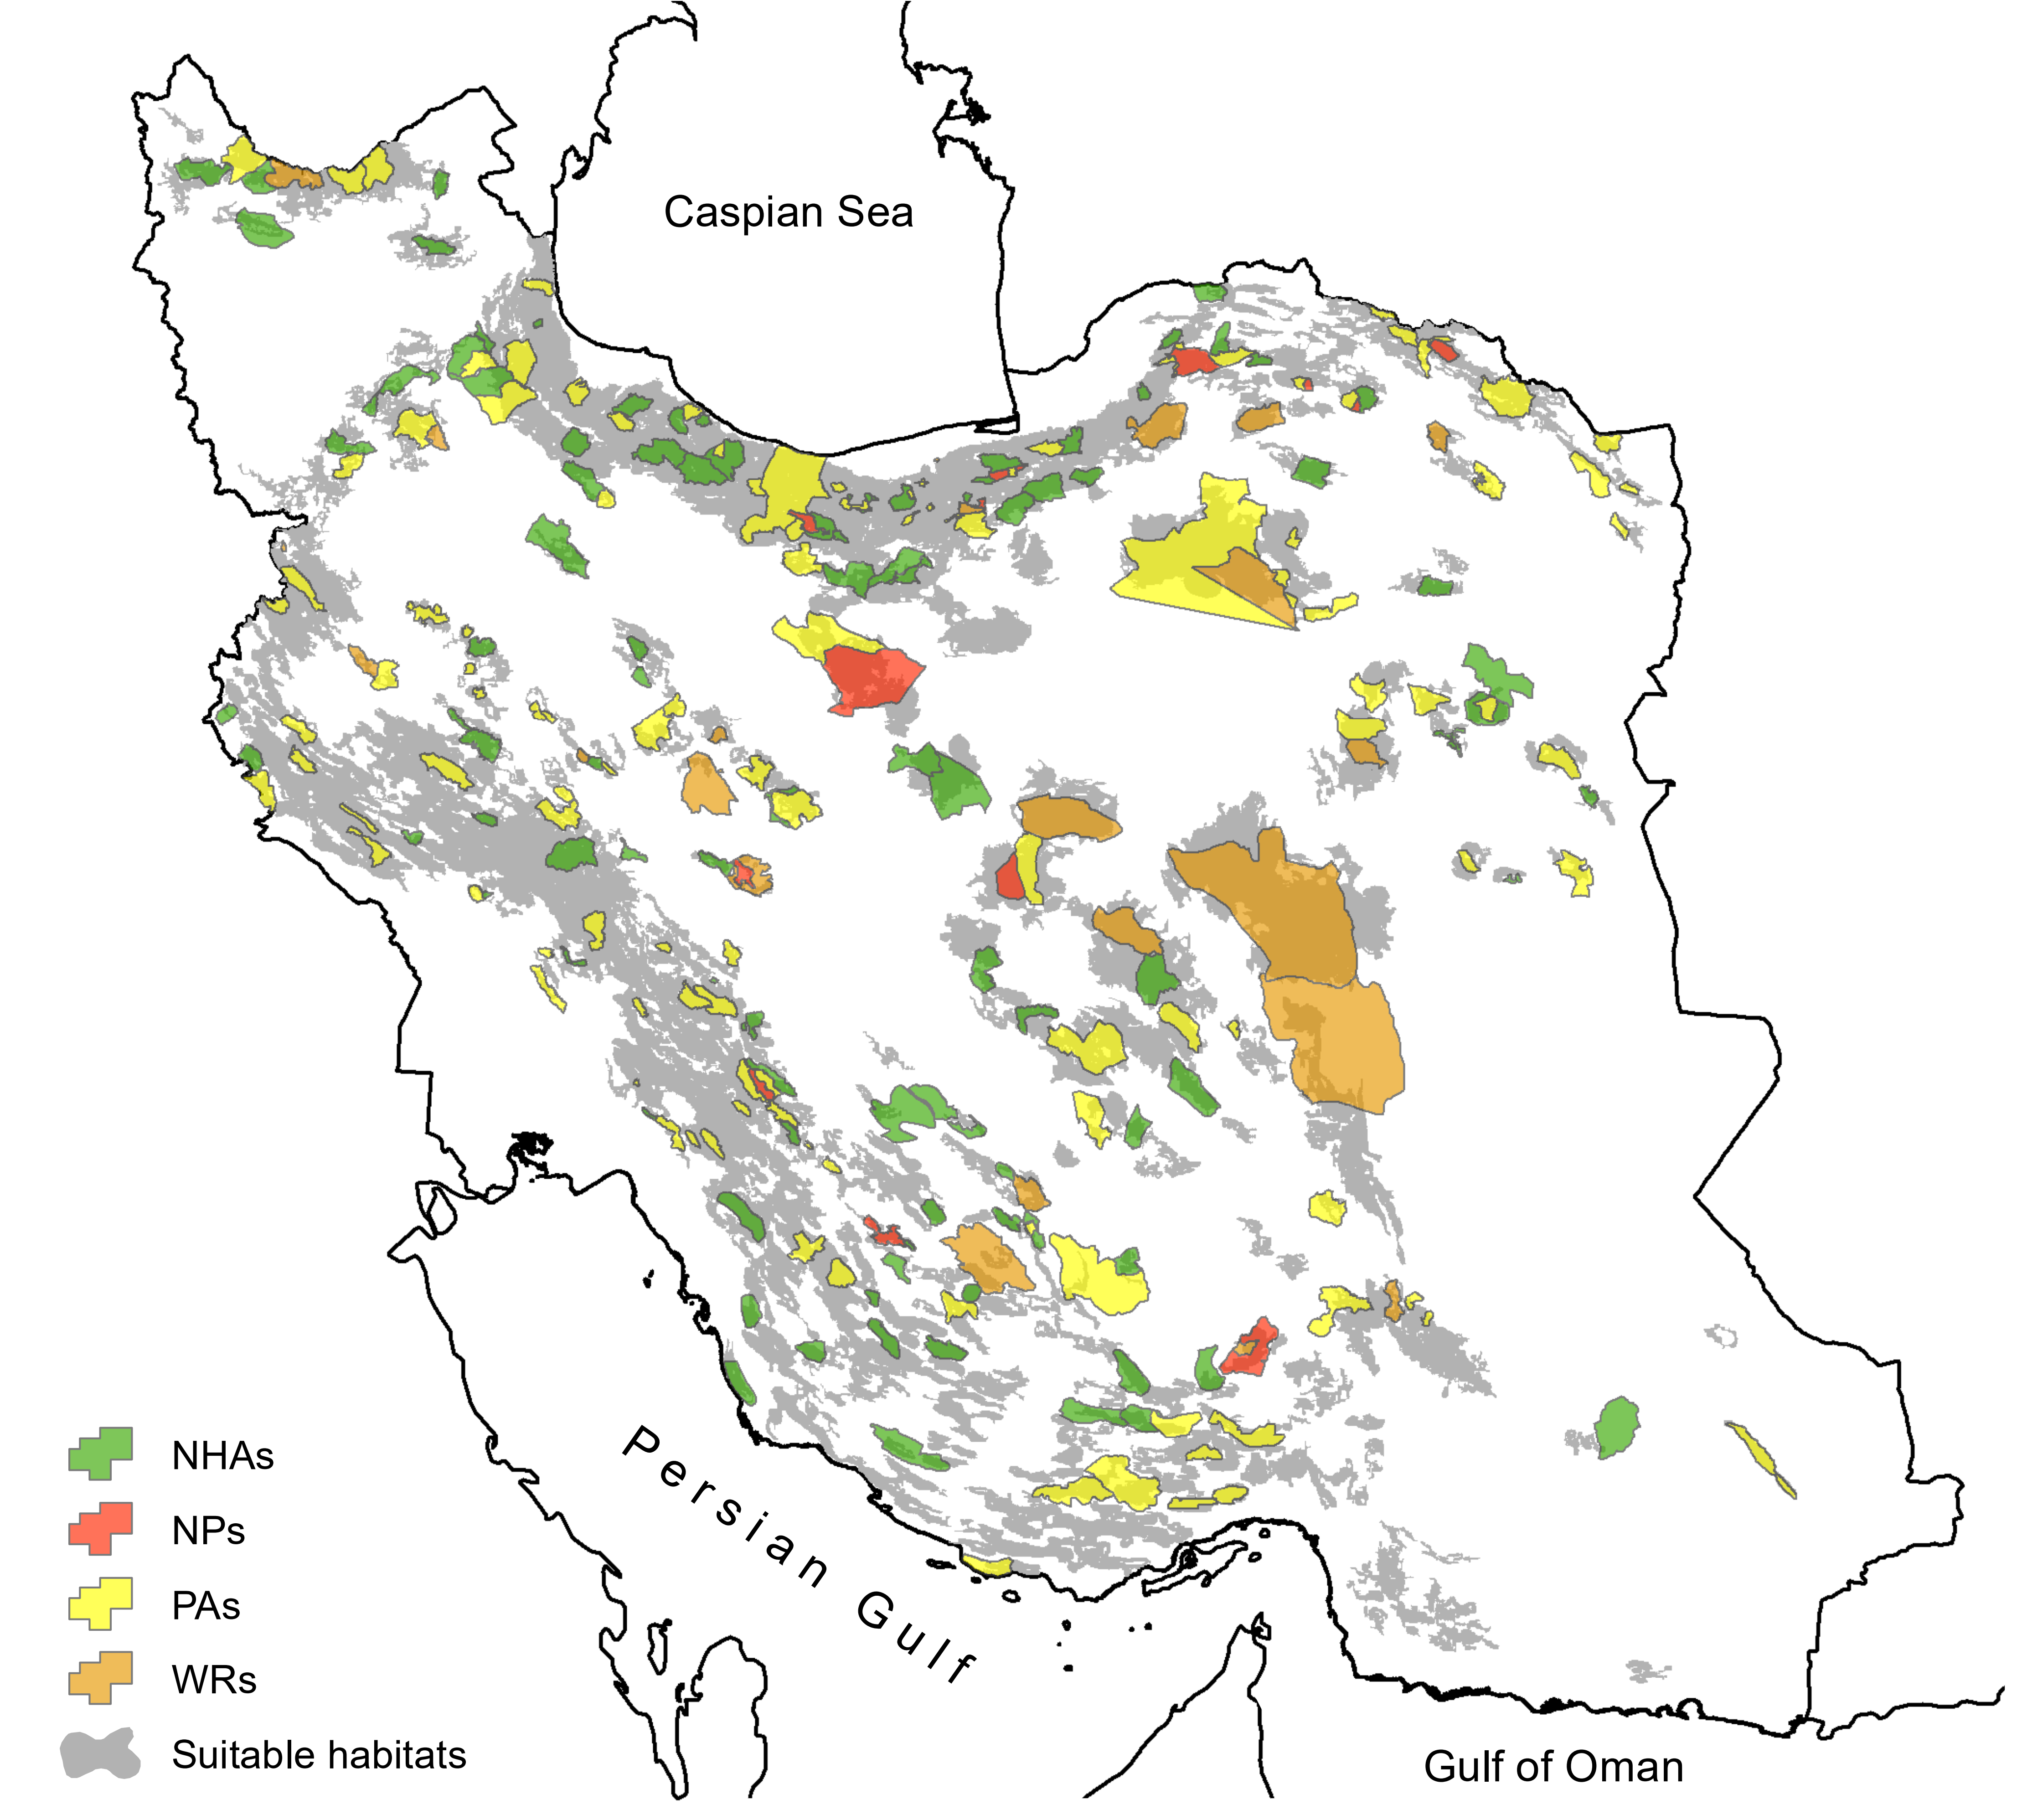 Caspian Sea
NHAs
NPs
PAs
WRs
Suitable habitats
Persian Gulf
Gulf of Oman